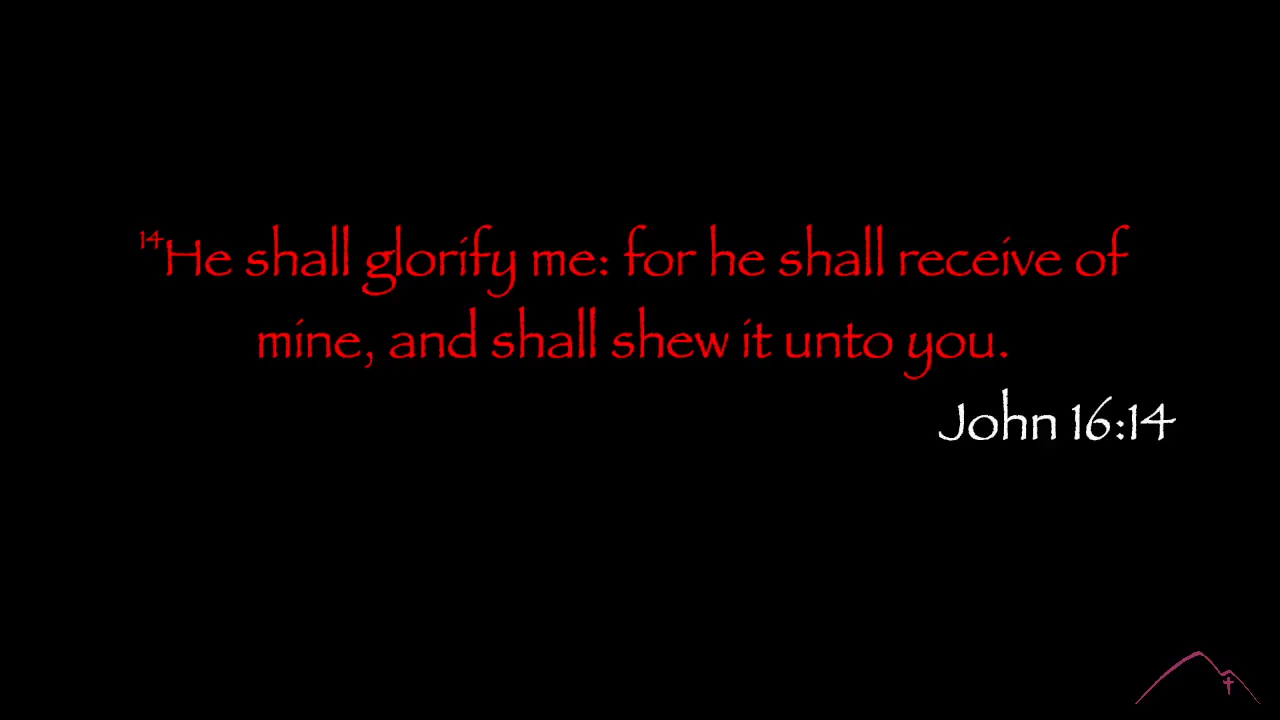 14He shall glorify me: for he shall receive of
mine, and shall shew it unto you.
John 16:14